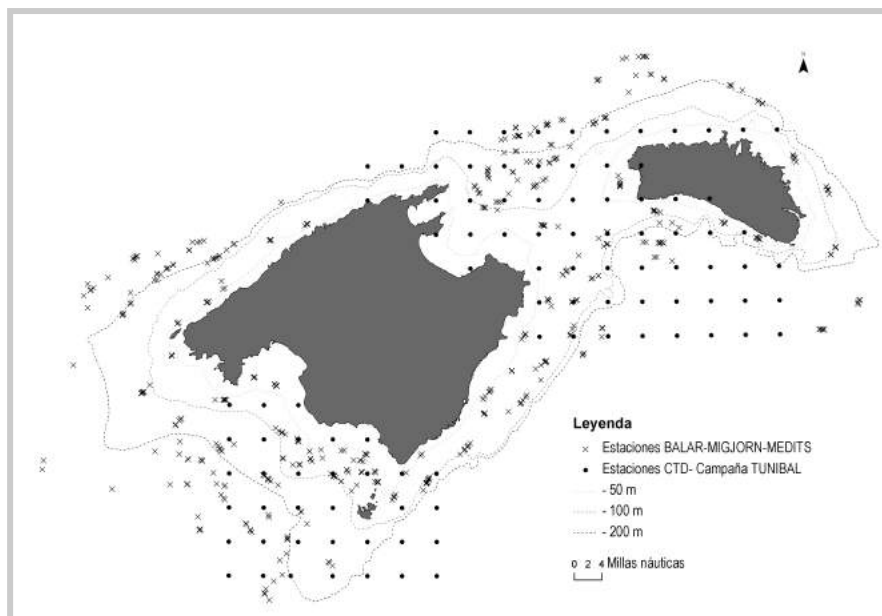 Leyenda
Estaciones BALAR-MIGJORN-MEDITS
Estaciones CTD- Campaña TUNIBAL
- 50 m
- 100 m
- 200 m
0 2 4 Millas náuticas